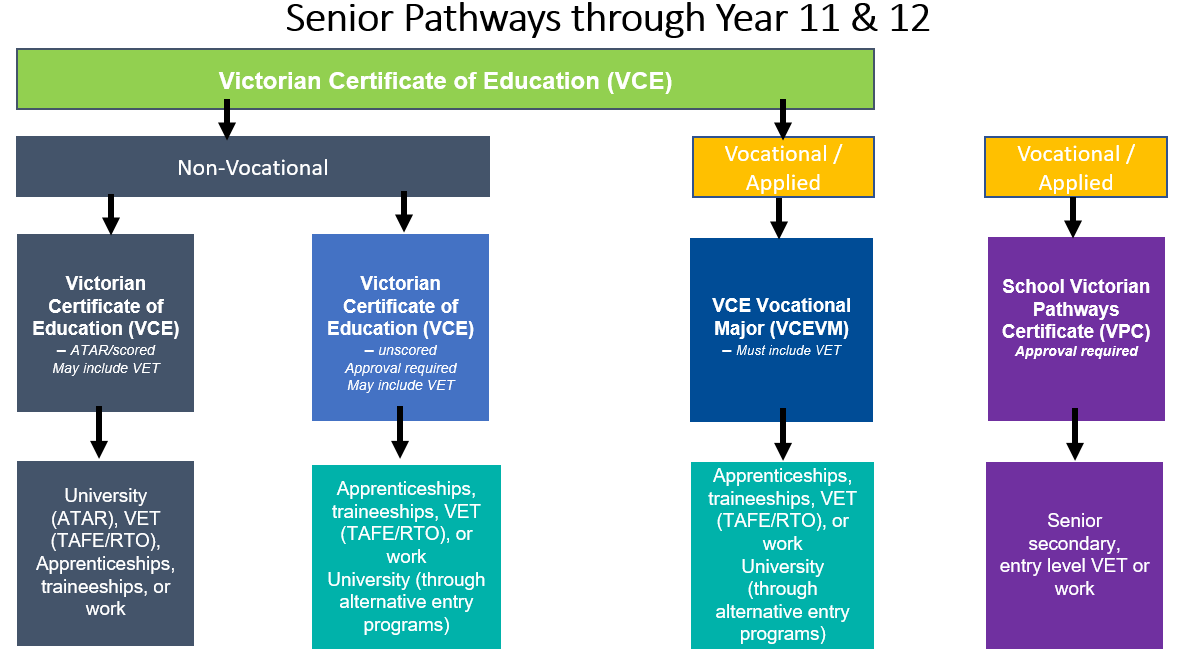 Senior Pathways through Year 11 & 12
Victorian Certificate of Education (VCE)
Non-Vocational
Vocational /
Applied
Vocational /
Applied
Victorian
Certificate of
Education (VCE)
– ATAR/scored
May include VET
Victorian
Certificate of
Education (VCE)
– unscored
Approval required
May include VET
VCE Vocational
Major (VCEVM)
– Must include VET
School Victorian
Pathways
Certificate (VPC)
Approval required
University
(ATAR), VET
(TAFE/RTO),
Apprenticeships,
traineeships, or
work
Apprenticeships,
traineeships, VET
(TAFE/RTO), or
work
University (through
alternative entry
programs)
Apprenticeships,
traineeships, VET
(TAFE/RTO), or
work
University
(through
alternative entry
programs)
Senior
secondary,
entry level VET or
work